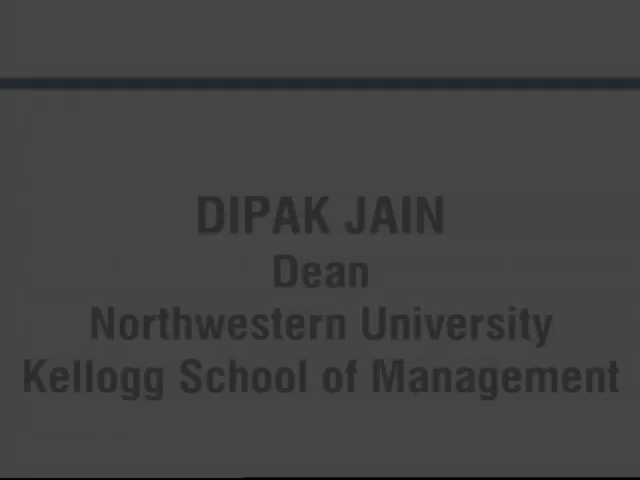 DIPAK JAIN
Dean
Northwestern University
Kellogg School of Management